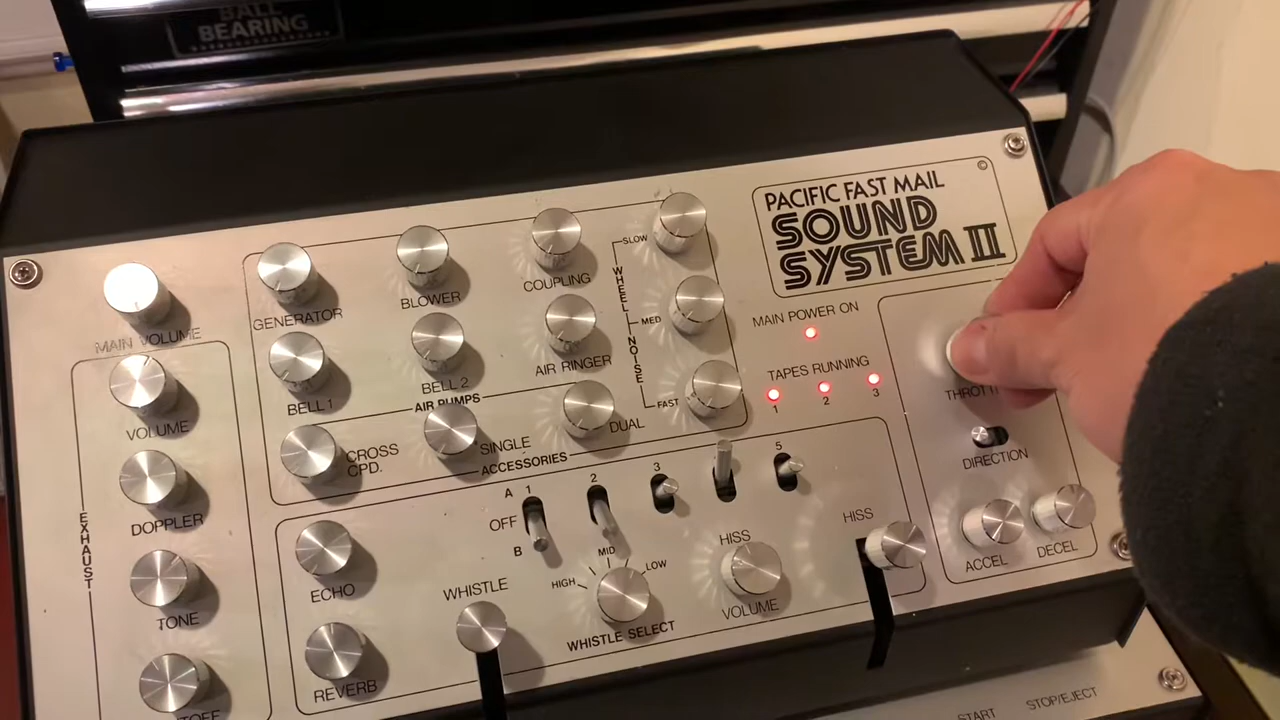 BALL
BEARING
©
PACIFIC FAST MAIL
SOUND
SYSTEM II
MAIN VOLUME
GENERATOR
BLOWER
COUPLING
SLOW
WHEEL NOISE
MED
FAST
MAIN POWER ON
TAPES RUNNING
1 2 3
VOLUME
BELL 1
BELL 2
AIR RINGER
AIR PUMPS
CROSS
CPD.
SINGLE
DUAL
EXHAUST
DOPPLER
TONE
ACCESSORIES
A 1 2 3 5
OFF
B
ECHO
REVERB
WHISTLE
HIGH MID LOW
WHISTLE SELECT
HISS
VOLUME
HISS
DIRECTION
ACCEL
DECEL
START
STOP/EJECT